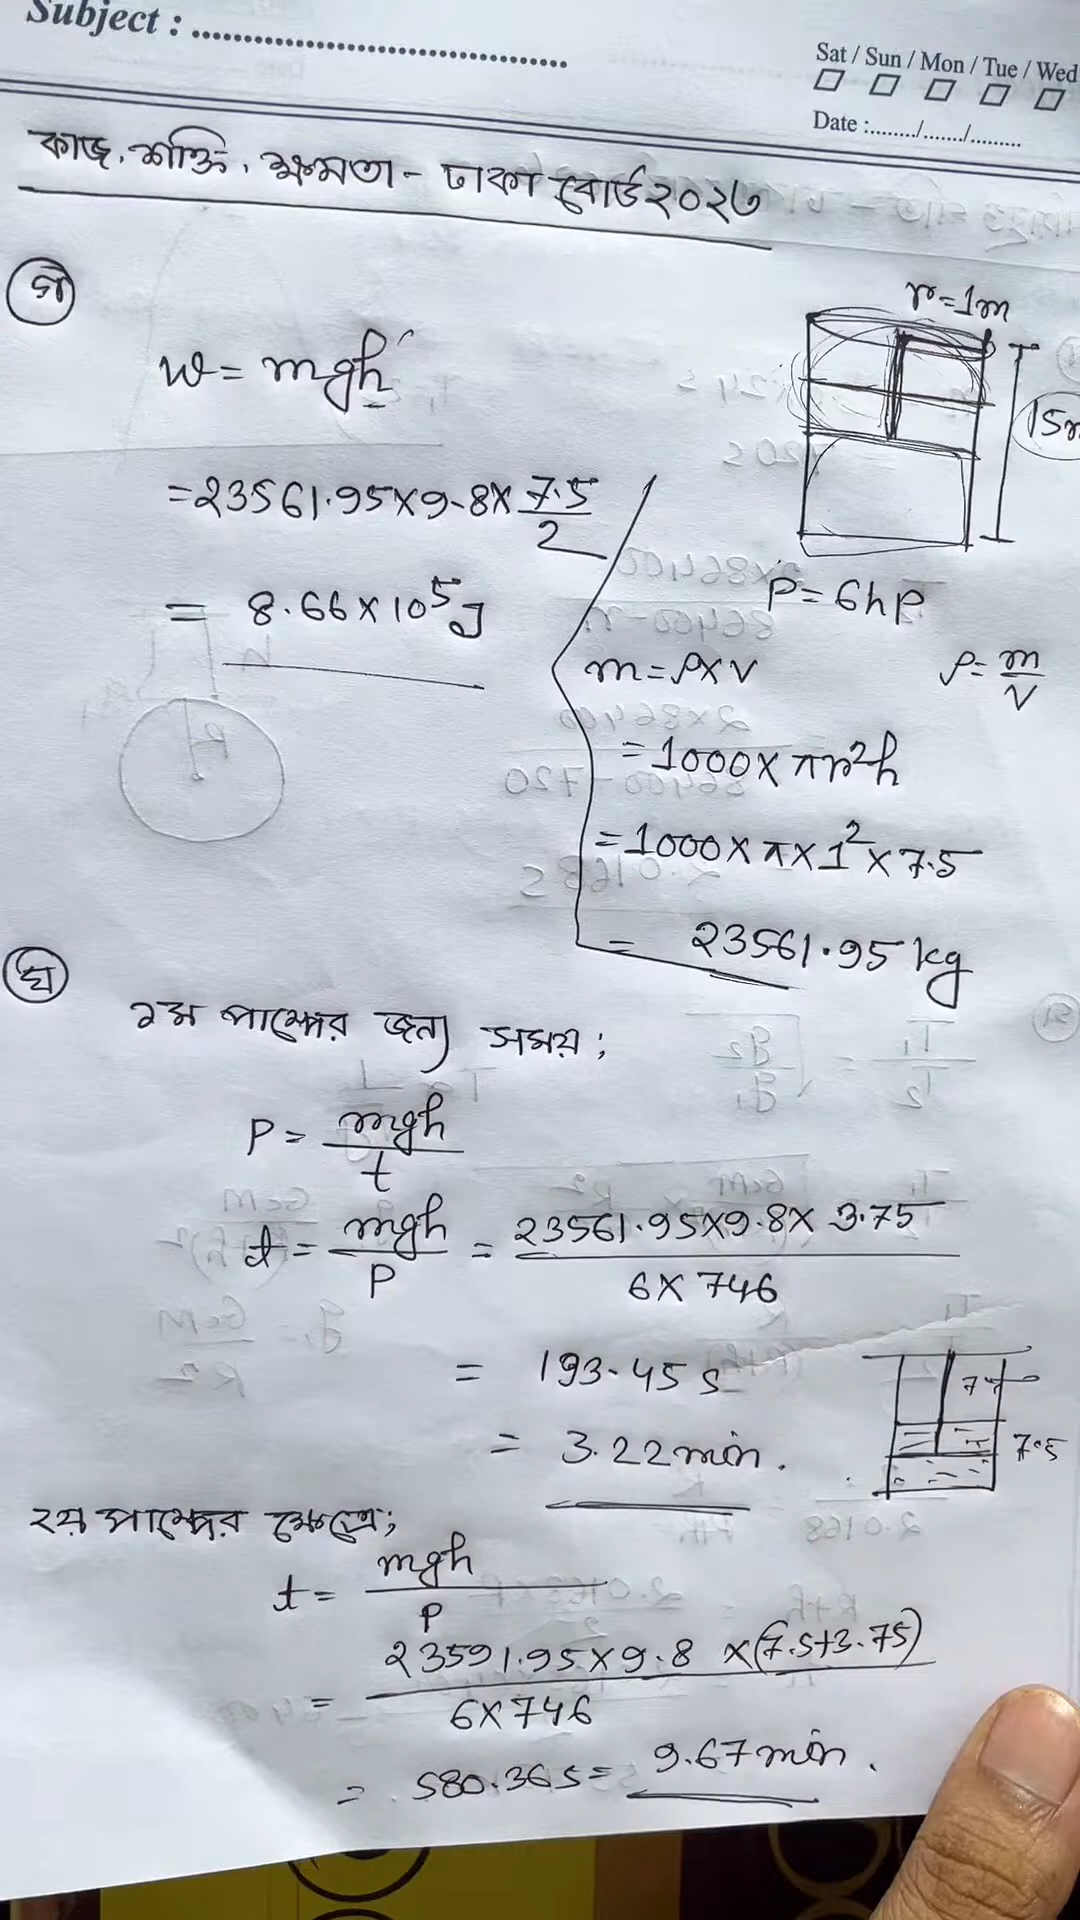 Subject : ........................................
Sat / Sun / Mon / Tue / Wed
Date :......../......./.........
কাজ, শক্তি, ক্ষমতা - ঢাকা বোর্ড ২০২৩
গ
r = 1m
W = mgh
15m
= 23561.95 × 9.8 × 7.5/2
= 8.66 × 10⁵ J
P = 6hp
m = ρ × V
ρ = m/V
= 1000 × πr²h
= 1000 × π × 1² × 7.5
= 23561.95 kg
ঘ
১ম পাম্পের জন্য সময়;
P = mgh/t
t = mgh/P = 23561.95×9.8×3.75/6×746
= 193.45 s
= 3.22 min.
7.5
২য় পাম্পের ক্ষেত্রে;
t = mgh/P
= 23591.95×9.8 ×(7.5+3.75)/6×746
= 580.36 s = 9.67 min.